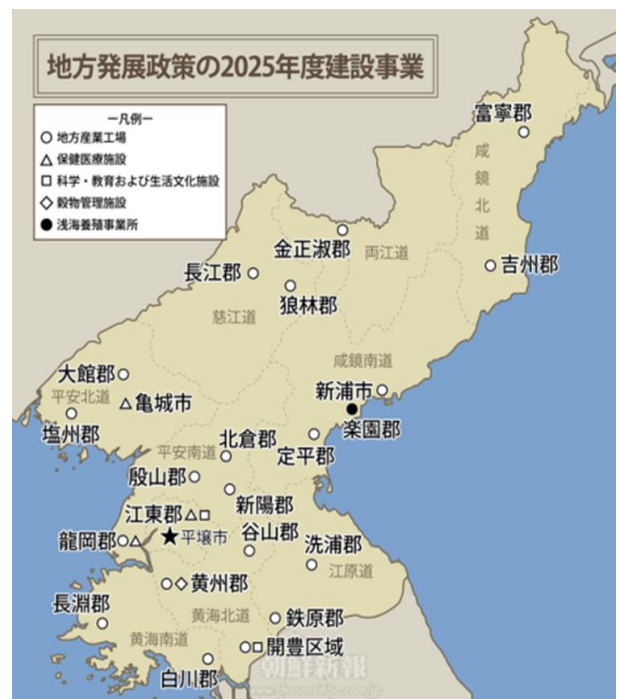 地方発展政策の2025年度建設事業
ー凡例ー
○ 地方産業工場
△ 保健医療施設
□ 科学・教育および生活文化施設
◇ 穀物管理施設
● 浅海養殖事業所
富寧郡
咸鏡北道
金正淑郡
両江道
長江郡
吉州郡
狼林郡
慈江道
咸鏡南道
大館郡
新浦市
平安北道
亀城市
塩州郡
楽園郡
北倉郡
定平郡
平安南道
殷山郡
新陽郡
江東郡
龍岡郡
平壌市
谷山郡
洗浦郡
江原道
黄州郡
長淵郡
黄海北道
鉄原郡
黄海南道
開豊区域
白川郡
朝鮮新報
www.chosonsinbo.com/jp